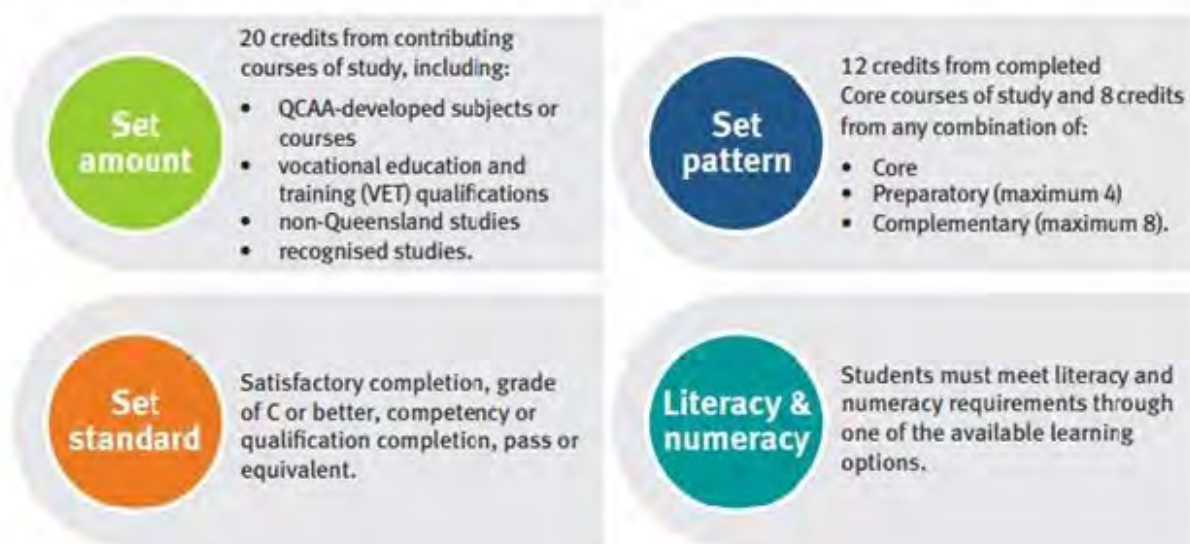 Set
amount
20 credits from contributing
courses of study, including:
• QCAA-developed subjects or
courses
• vocational education and
training (VET) qualifications
• non-Queensland studies
• recognised studies.
Set
pattern
12 credits from completed
Core courses of study and 8 credits
from any combination of:
• Core
• Preparatory (maximum 4)
• Complementary (maximum 8).
Set
standard
Satisfactory completion, grade
of C or better, competency or
qualification completion, pass or
equivalent.
Literacy &
numeracy
Students must meet literacy and
numeracy requirements through
one of the available learning
options.